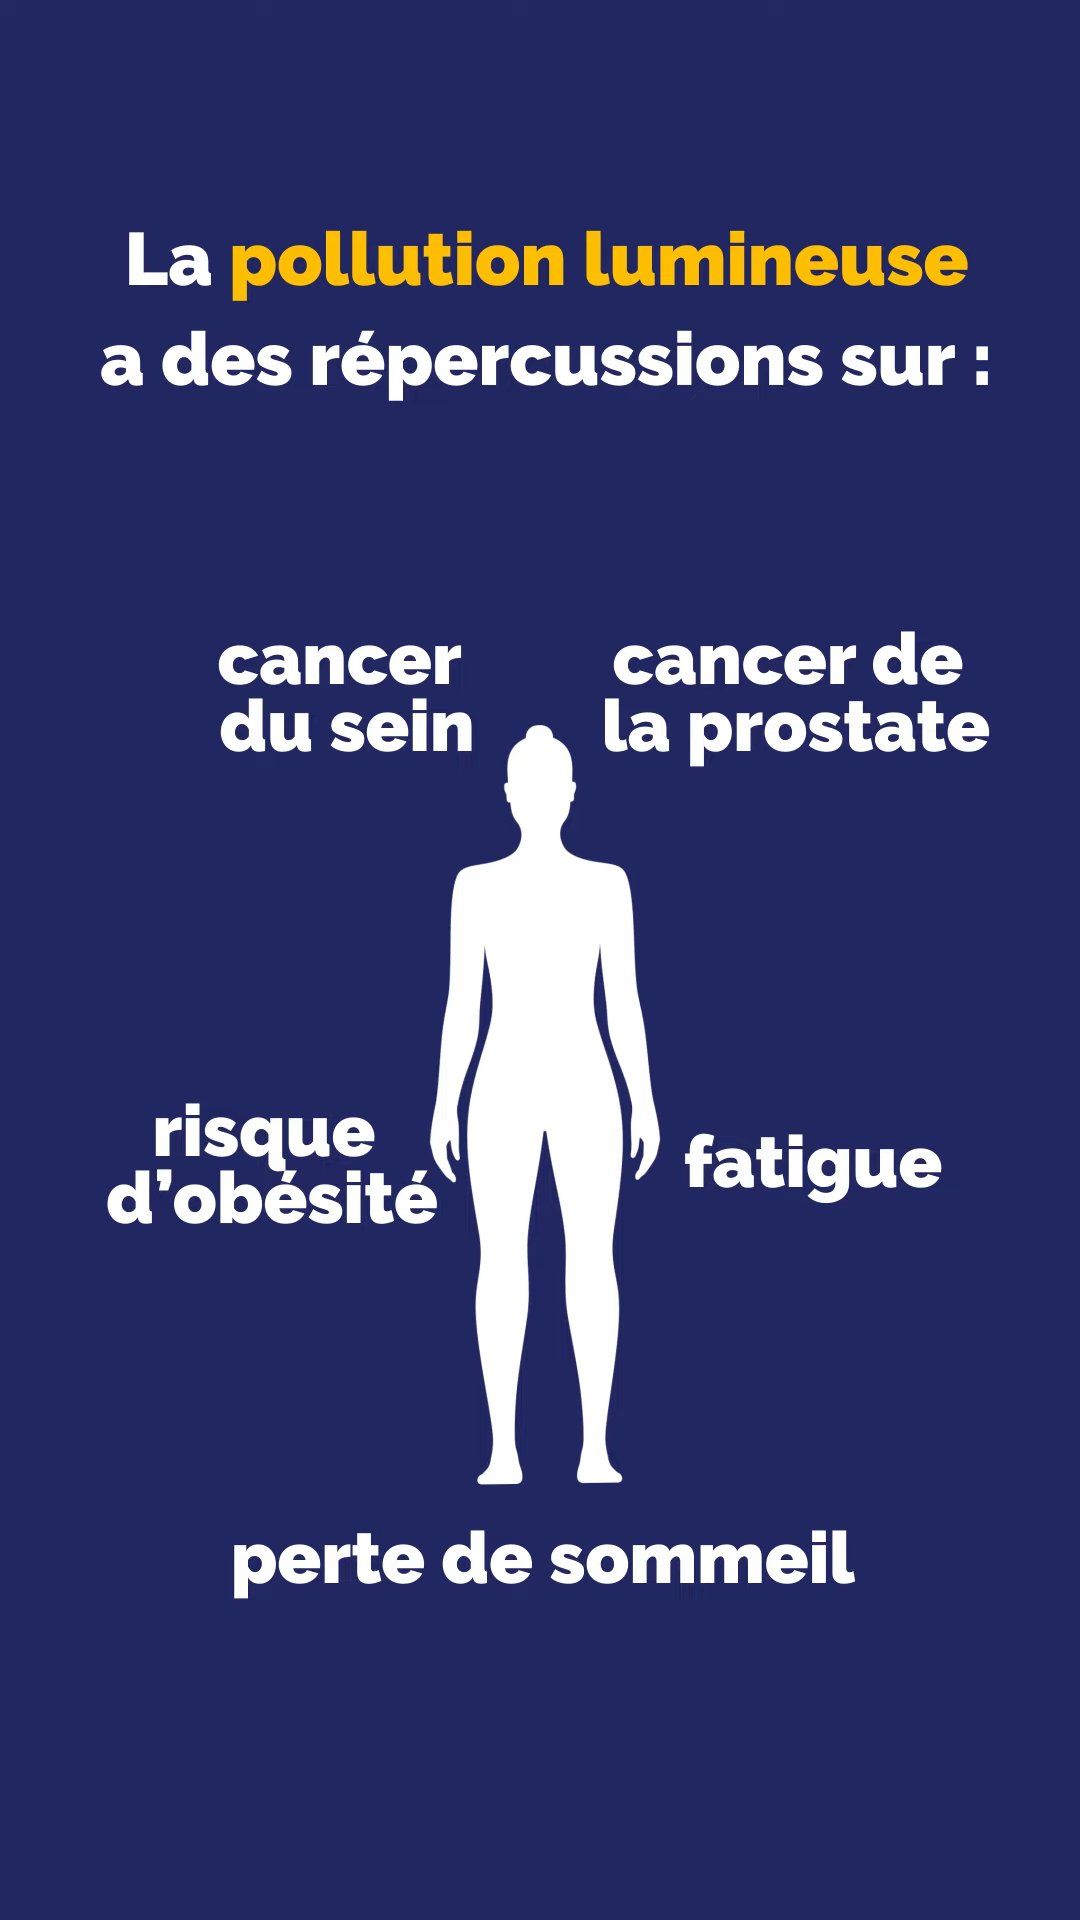 La pollution lumineuse
a des répercussions sur :
cancer
du sein
cancer de
la prostate
risque
d’obésité
fatigue
perte de sommeil